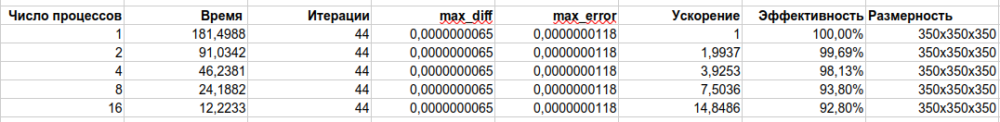 Число процессов Время Итерации max_diff max_error Ускорение Эффективность Размерность
1 181,4988 44 0,0000000065 0,0000000118 1 100,00% 350x350x350
2 91,0342 44 0,0000000065 0,0000000118 1,9937 99,69% 350x350x350
4 46,2381 44 0,0000000065 0,0000000118 3,9253 98,13% 350x350x350
8 24,1882 44 0,0000000065 0,0000000118 7,5036 93,80% 350x350x350
16 12,2233 44 0,0000000065 0,0000000118 14,8486 92,80% 350x350x350